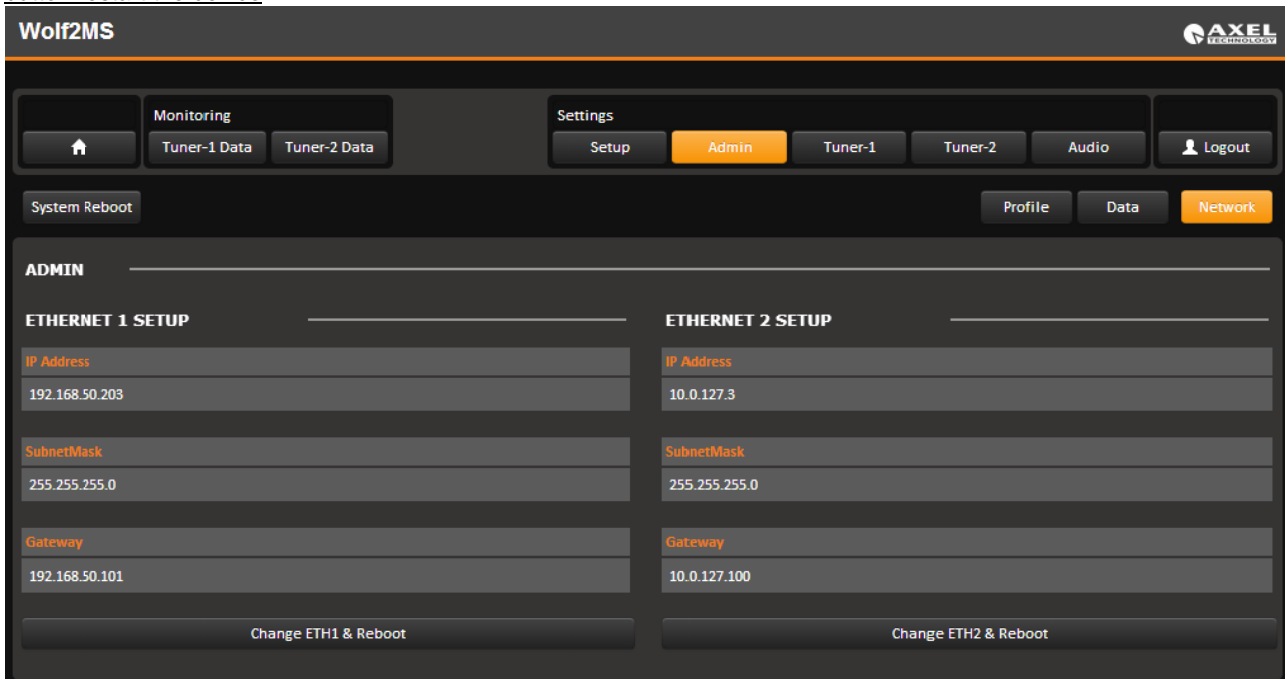 Wolf2MS
AXEL
TECHNOLOGY
Monitoring
Settings
Tuner-1 Data Tuner-2 Data Setup Admin Tuner-1 Tuner-2 Audio Logout
System Reboot Profile Data Network
ADMIN
ETHERNET 1 SETUP
IP Address
192.168.50.203
SubnetMask
255.255.255.0
Gateway
192.168.50.101
Change ETH1 & Reboot
ETHERNET 2 SETUP
IP Address
10.0.127.3
SubnetMask
255.255.255.0
Gateway
10.0.127.100
Change ETH2 & Reboot